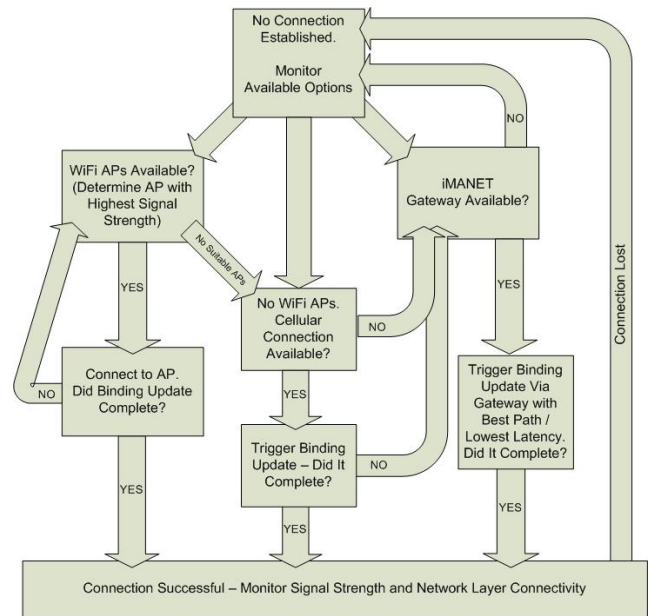 No Connection
Established.
Monitor
Available Options
NO
WiFi APs Available?
(Determine AP with
Highest Signal
Strength)
iMANET
Gateway Available?
No Suitable APs
YES
No WiFi APs.
Cellular
Connection
Available?
NO
YES
Connection Lost
Connect to AP.
Did Binding Update
Complete?
NO
YES
Trigger Binding
Update Via
Gateway with
Best Path /
Lowest Latency.
Did It Complete?
Trigger Binding
Update – Did It
Complete?
NO
YES
YES
YES
Connection Successful – Monitor Signal Strength and Network Layer Connectivity